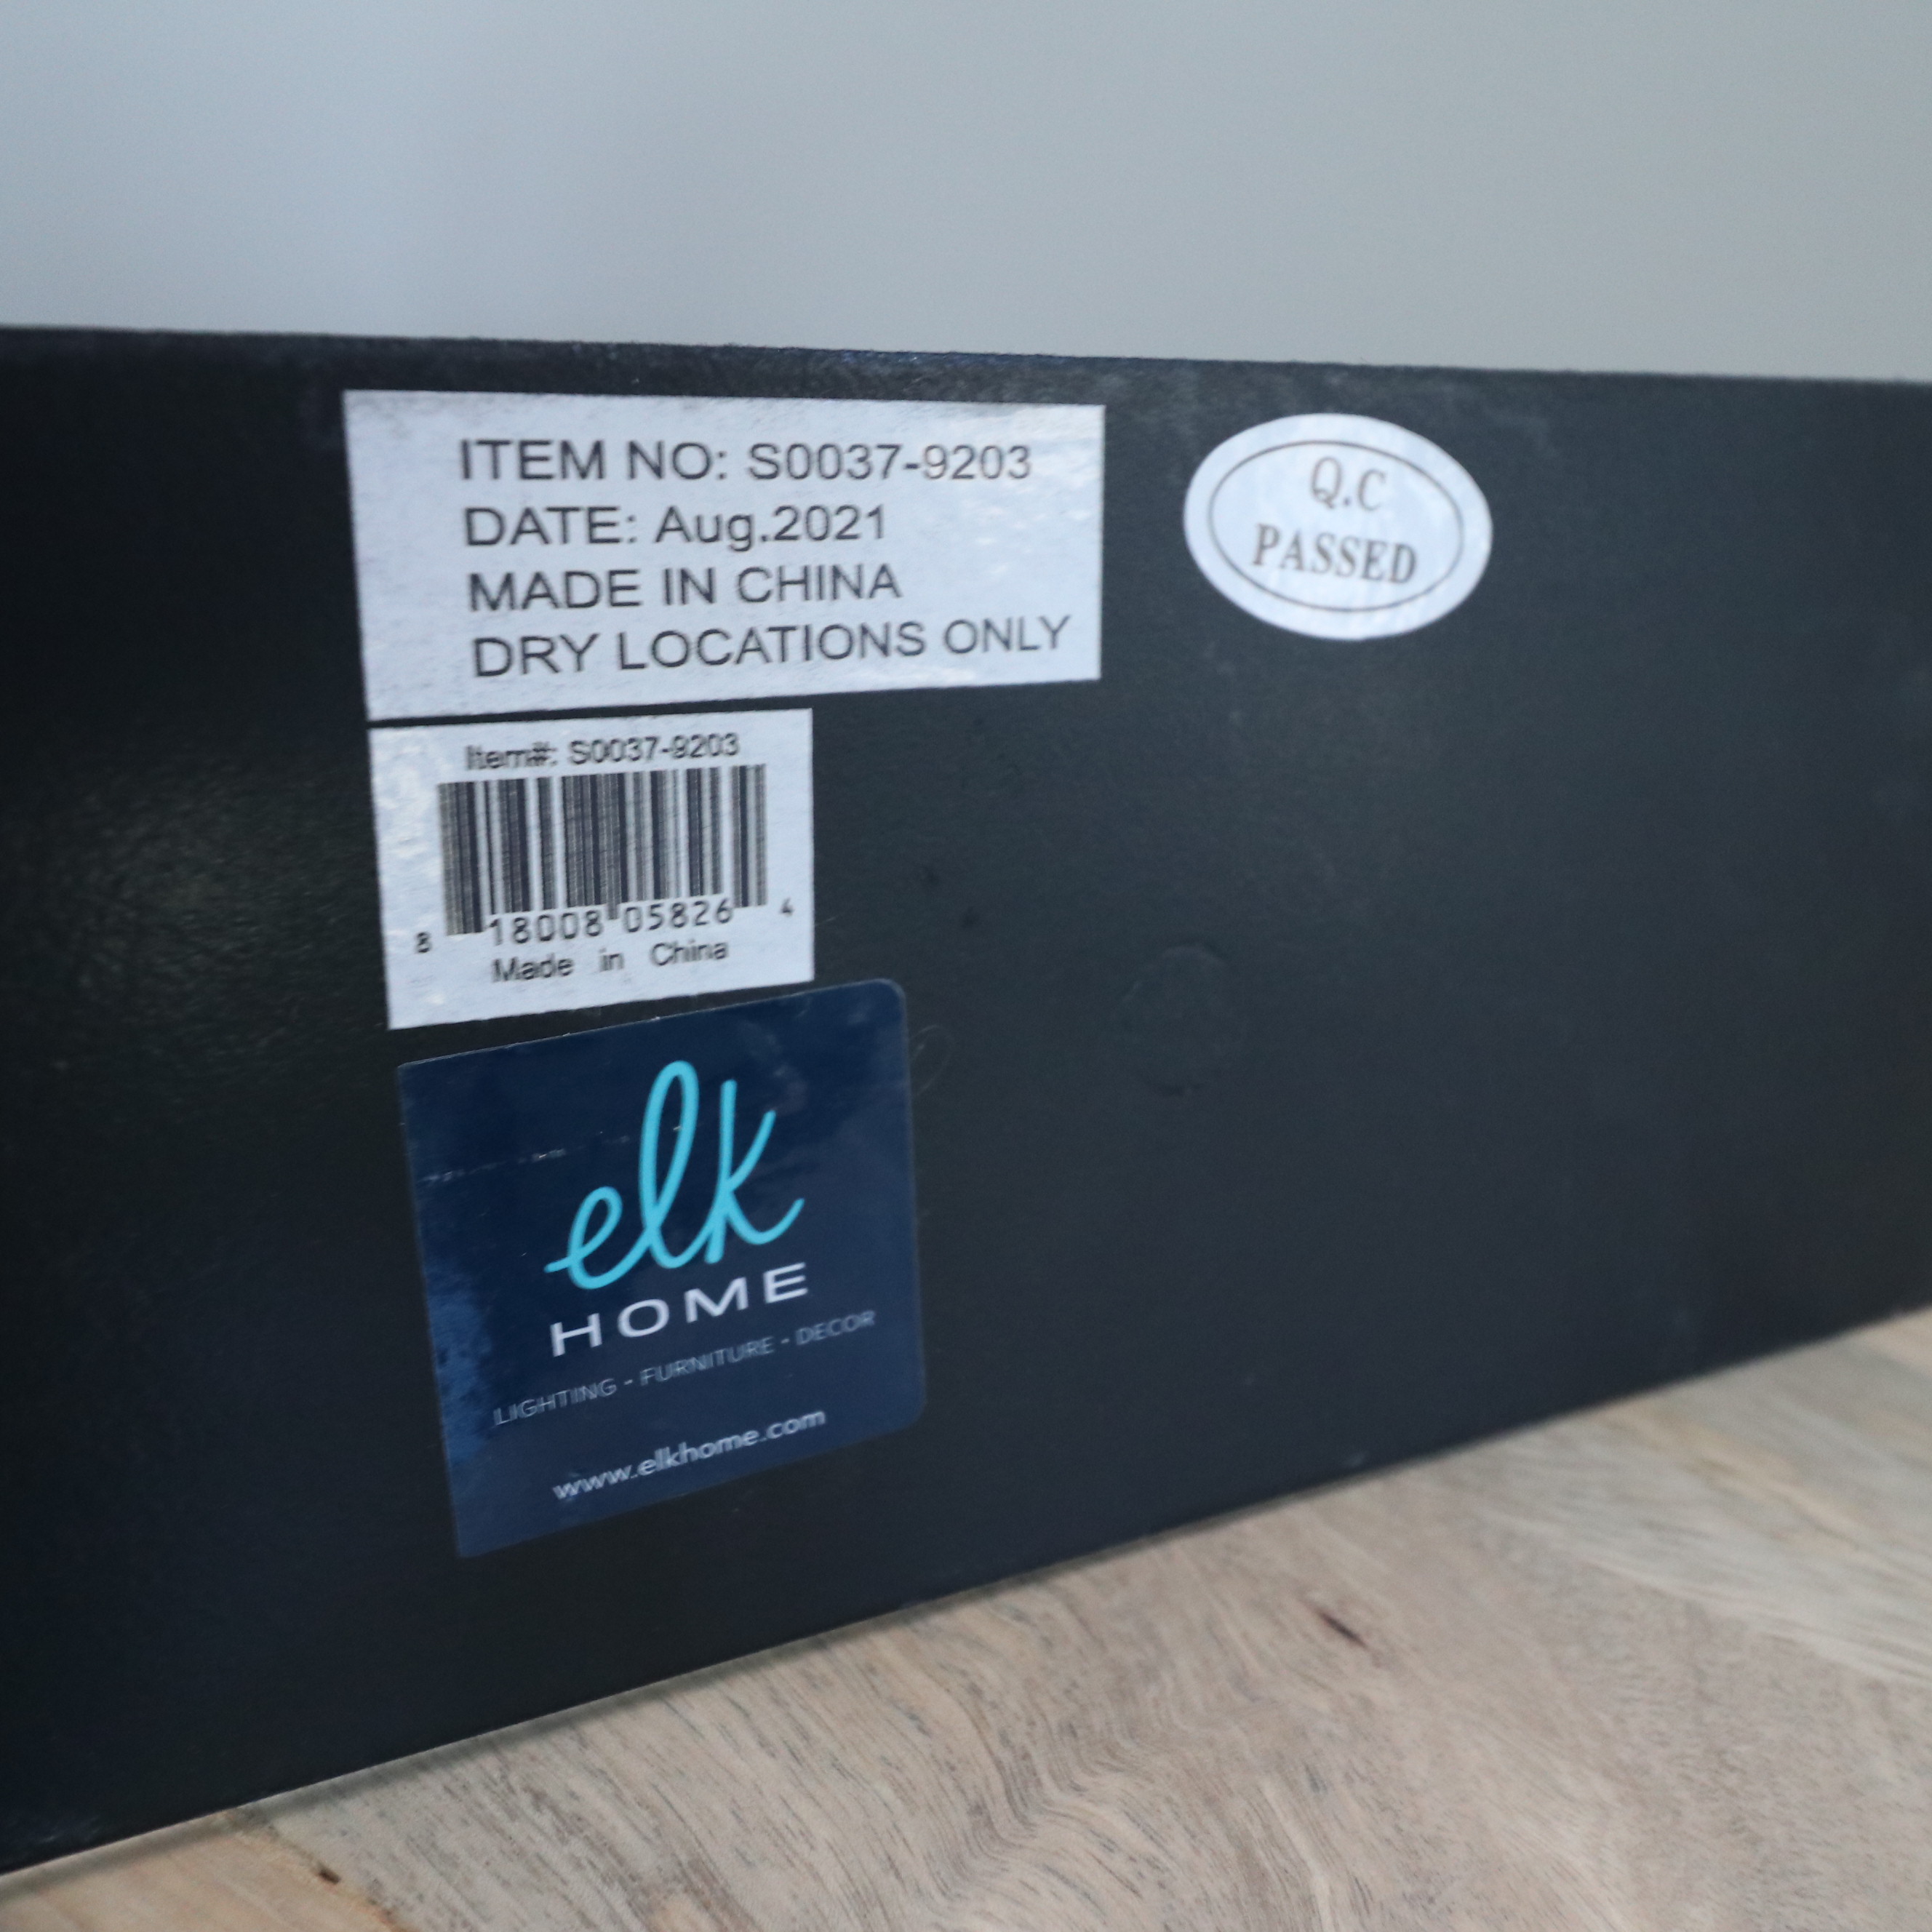 ITEM NO: S0037-9203
DATE: Aug.2021
MADE IN CHINA
DRY LOCATIONS ONLY
Q.C
PASSED
Item#: S0037-9203
8 18008 05826 4
Made in China
elk
HOME
LIGHTING - FURNITURE - DECOR
www.elkhome.com